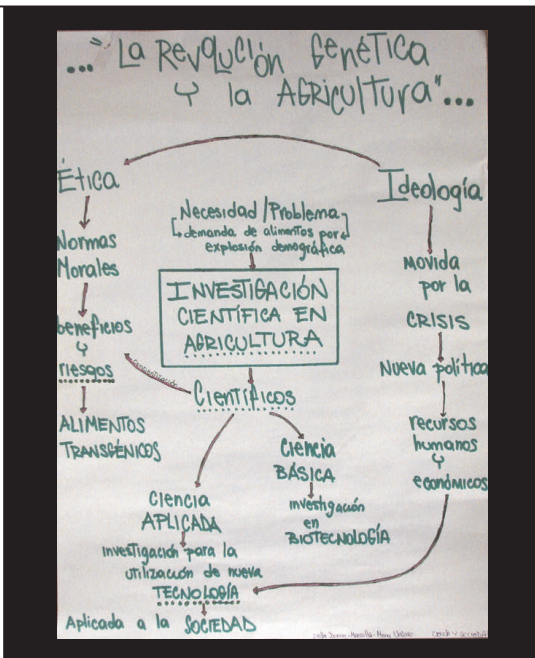 ..."La Revolución Genética
y la Agricultura"...
Ética
Normas
Morales
beneficios
y
riesgos
ALIMENTOS
TRANSGÉNICOS
Necesidad/Problema
demanda de alimentos por
explosión demográfica
INVESTIGACIÓN
CIENTÍFICA EN
AGRICULTURA
Científicos
Ciencia
BÁSICA
investigación
en
BIOTECNOLOGÍA
Ciencia
APLICADA
investigación para la
utilización de nueva
TECNOLOGÍA
Aplicada a la SOCIEDAD
Ideología
MOVIDA
por la
CRISIS
Nueva política
recursos
humanos
y
económicos